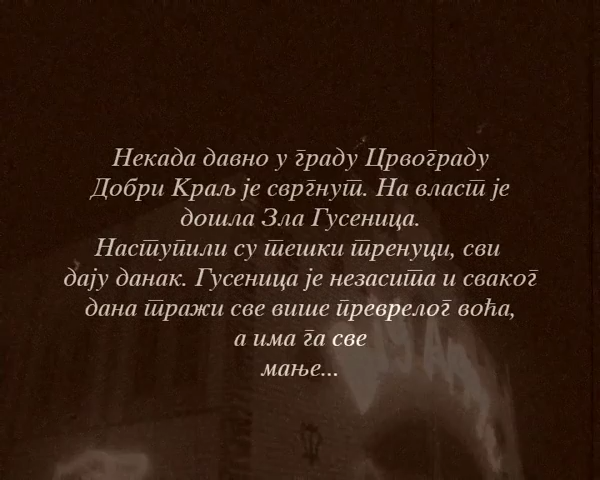 Некада давно у граду Црвограду
Добри Краљ је свргнут. На власт је
дошла Зла Гусеница.
Наступили су тешки тренуци, сви
дају данак. Гусеница је незасита и сваког
дана тражи све више преврелог воћа,
а има га све
мање...